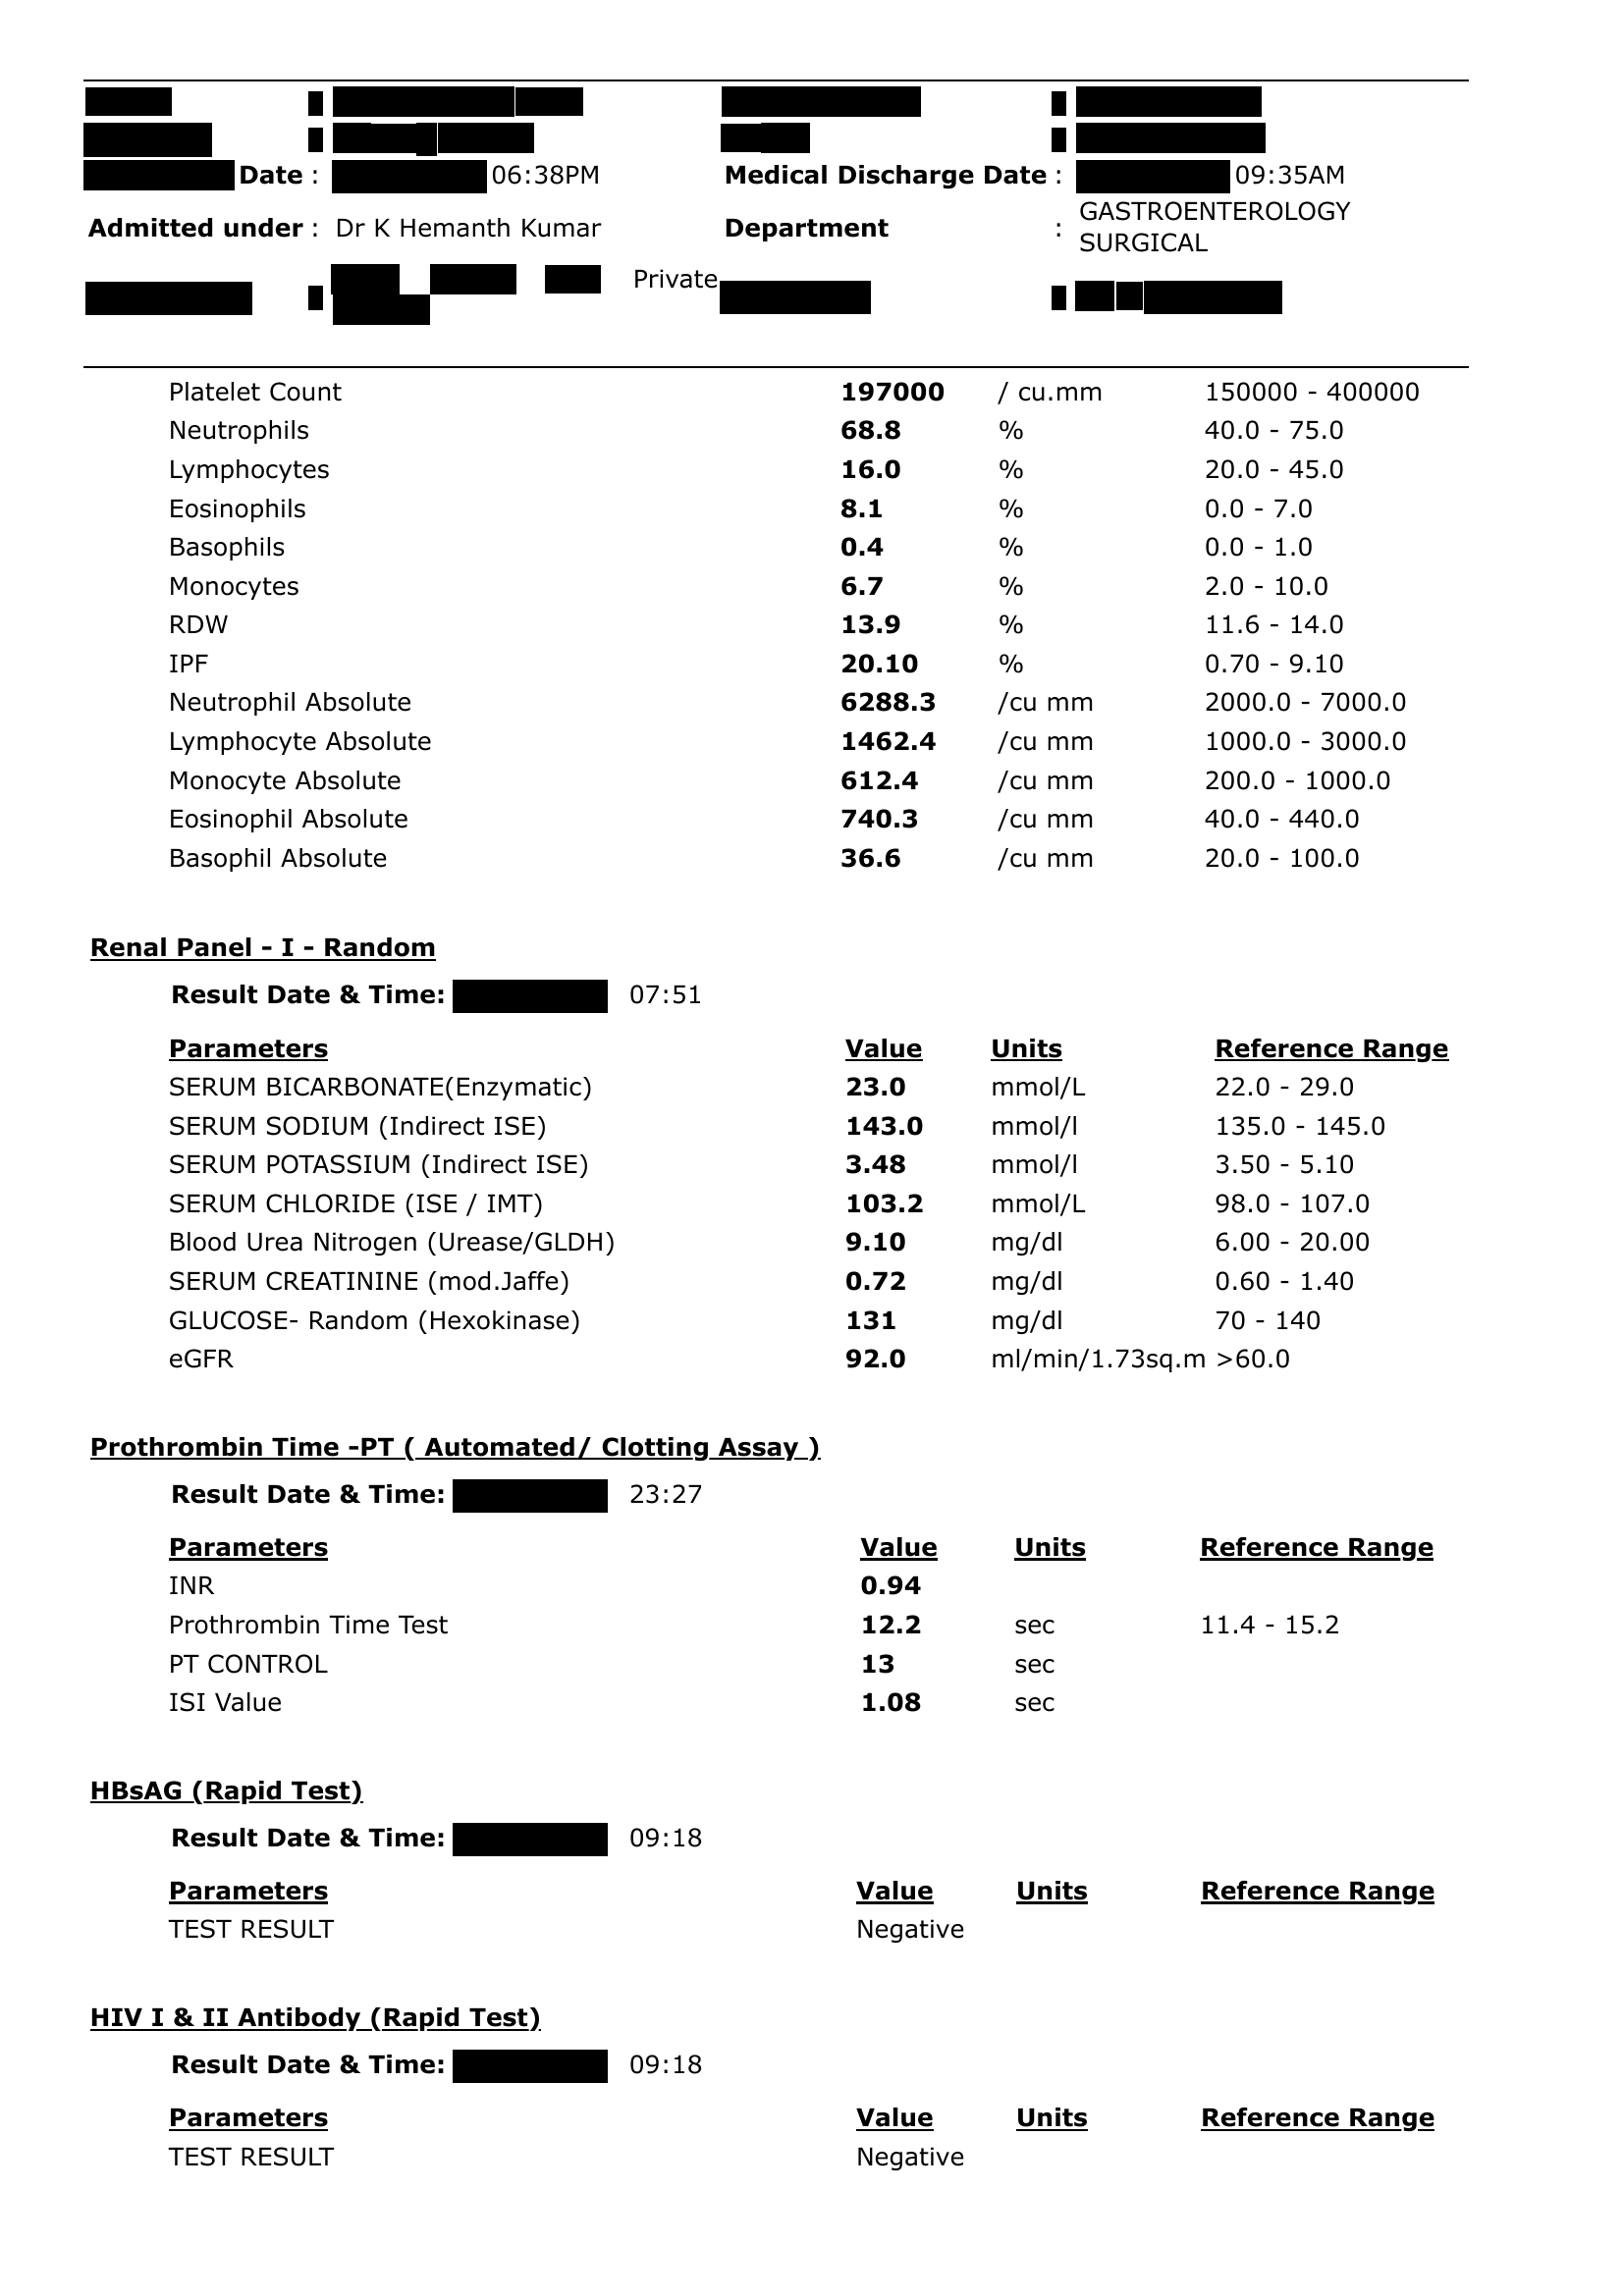 Date : 06:38PM Medical Discharge Date : 09:35AM
Admitted under : Dr K Hemanth Kumar Department : GASTROENTEROLOGY SURGICAL
Private
Platelet Count 197000 / cu.mm 150000 - 400000
Neutrophils 68.8 % 40.0 - 75.0
Lymphocytes 16.0 % 20.0 - 45.0
Eosinophils 8.1 % 0.0 - 7.0
Basophils 0.4 % 0.0 - 1.0
Monocytes 6.7 % 2.0 - 10.0
RDW 13.9 % 11.6 - 14.0
IPF 20.10 % 0.70 - 9.10
Neutrophil Absolute 6288.3 /cu mm 2000.0 - 7000.0
Lymphocyte Absolute 1462.4 /cu mm 1000.0 - 3000.0
Monocyte Absolute 612.4 /cu mm 200.0 - 1000.0
Eosinophil Absolute 740.3 /cu mm 40.0 - 440.0
Basophil Absolute 36.6 /cu mm 20.0 - 100.0
Renal Panel - I - Random
Result Date & Time: 07:51
Parameters Value Units Reference Range
SERUM BICARBONATE(Enzymatic) 23.0 mmol/L 22.0 - 29.0
SERUM SODIUM (Indirect ISE) 143.0 mmol/l 135.0 - 145.0
SERUM POTASSIUM (Indirect ISE) 3.48 mmol/l 3.50 - 5.10
SERUM CHLORIDE (ISE / IMT) 103.2 mmol/L 98.0 - 107.0
Blood Urea Nitrogen (Urease/GLDH) 9.10 mg/dl 6.00 - 20.00
SERUM CREATININE (mod.Jaffe) 0.72 mg/dl 0.60 - 1.40
GLUCOSE- Random (Hexokinase) 131 mg/dl 70 - 140
eGFR 92.0 ml/min/1.73sq.m >60.0
Prothrombin Time -PT ( Automated/ Clotting Assay )
Result Date & Time: 23:27
Parameters Value Units Reference Range
INR 0.94
Prothrombin Time Test 12.2 sec 11.4 - 15.2
PT CONTROL 13 sec
ISI Value 1.08 sec
HBsAG (Rapid Test)
Result Date & Time: 09:18
Parameters Value Units Reference Range
TEST RESULT Negative
HIV I & II Antibody (Rapid Test)
Result Date & Time: 09:18
Parameters Value Units Reference Range
TEST RESULT Negative